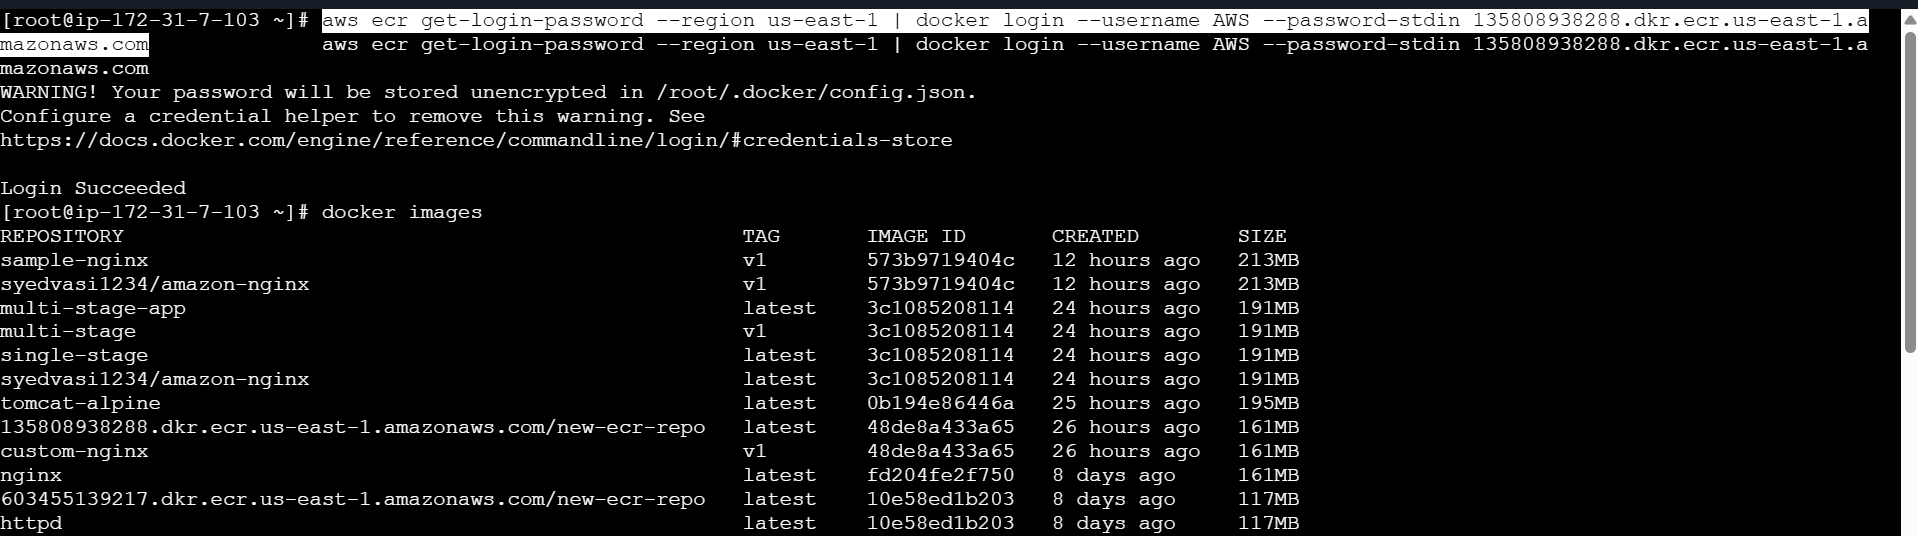 [root@ip-172-31-7-103 ~]# aws ecr get-login-password --region us-east-1 | docker login --username AWS --password-stdin 135808938288.dkr.ecr.us-east-1.a
mazonaws.com              aws ecr get-login-password --region us-east-1 | docker login --username AWS --password-stdin 135808938288.dkr.ecr.us-east-1.a
mazonaws.com
WARNING! Your password will be stored unencrypted in /root/.docker/config.json.
Configure a credential helper to remove this warning. See
https://docs.docker.com/engine/reference/commandline/login/#credentials-store

Login Succeeded
[root@ip-172-31-7-103 ~]# docker images
REPOSITORY                                                  TAG       IMAGE ID       CREATED        SIZE
sample-nginx                                                v1        573b9719404c   12 hours ago   213MB
syedvasi1234/amazon-nginx                                   v1        573b9719404c   12 hours ago   213MB
multi-stage-app                                             latest    3c1085208114   24 hours ago   191MB
multi-stage                                                 v1        3c1085208114   24 hours ago   191MB
single-stage                                                latest    3c1085208114   24 hours ago   191MB
syedvasi1234/amazon-nginx                                   latest    3c1085208114   24 hours ago   191MB
tomcat-alpine                                               latest    0b194e86446a   25 hours ago   195MB
135808938288.dkr.ecr.us-east-1.amazonaws.com/new-ecr-repo   latest    48de8a433a65   26 hours ago   161MB
custom-nginx                                                v1        48de8a433a65   26 hours ago   161MB
nginx                                                       latest    fd204fe2f750   8 days ago     161MB
603455139217.dkr.ecr.us-east-1.amazonaws.com/new-ecr-repo   latest    10e58ed1b203   8 days ago     117MB
httpd                                                       latest    10e58ed1b203   8 days ago     117MB